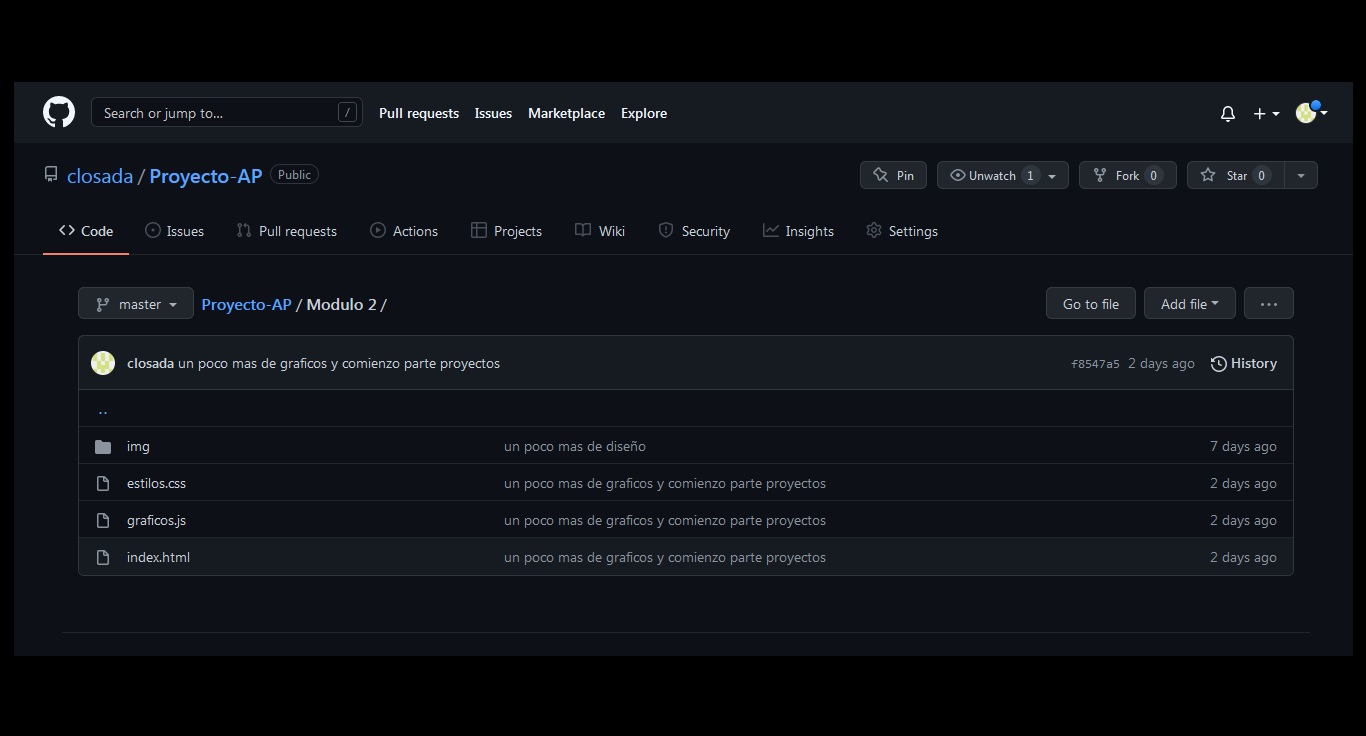 Search or jump to... / Pull requests Issues Marketplace Explore
closada / Proyecto-AP Public Pin Unwatch 1 Fork 0 Star 0
Code Issues Pull requests Actions Projects Wiki Security Insights Settings
master Proyecto-AP / Modulo 2 / Go to file Add file ...
closada un poco mas de graficos y comienzo parte proyectos f8547a5 2 days ago History
..
img un poco mas de diseño 7 days ago
estilos.css un poco mas de graficos y comienzo parte proyectos 2 days ago
graficos.js un poco mas de graficos y comienzo parte proyectos 2 days ago
index.html un poco mas de graficos y comienzo parte proyectos 2 days ago